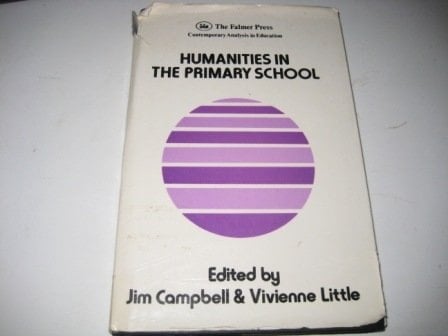 The Falmer Press
Contemporary Analysis in Education
HUMANITIES IN
THE PRIMARY SCHOOL
Edited by
Jim Campbell & Vivienne Little